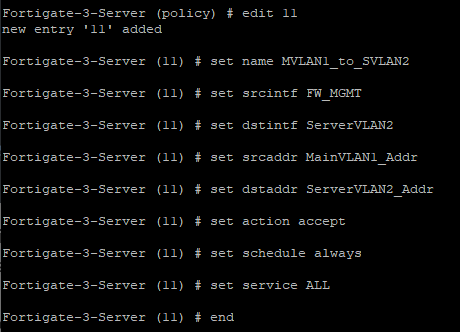 Fortigate-3-Server (policy) # edit 11
new entry '11' added
Fortigate-3-Server (11) # set name MVLAN1_to_SVLAN2
Fortigate-3-Server (11) # set srcintf FW_MGMT
Fortigate-3-Server (11) # set dstintf ServerVLAN2
Fortigate-3-Server (11) # set srcaddr MainVLAN1_Addr
Fortigate-3-Server (11) # set dstaddr ServerVLAN2_Addr
Fortigate-3-Server (11) # set action accept
Fortigate-3-Server (11) # set schedule always
Fortigate-3-Server (11) # set service ALL
Fortigate-3-Server (11) # end